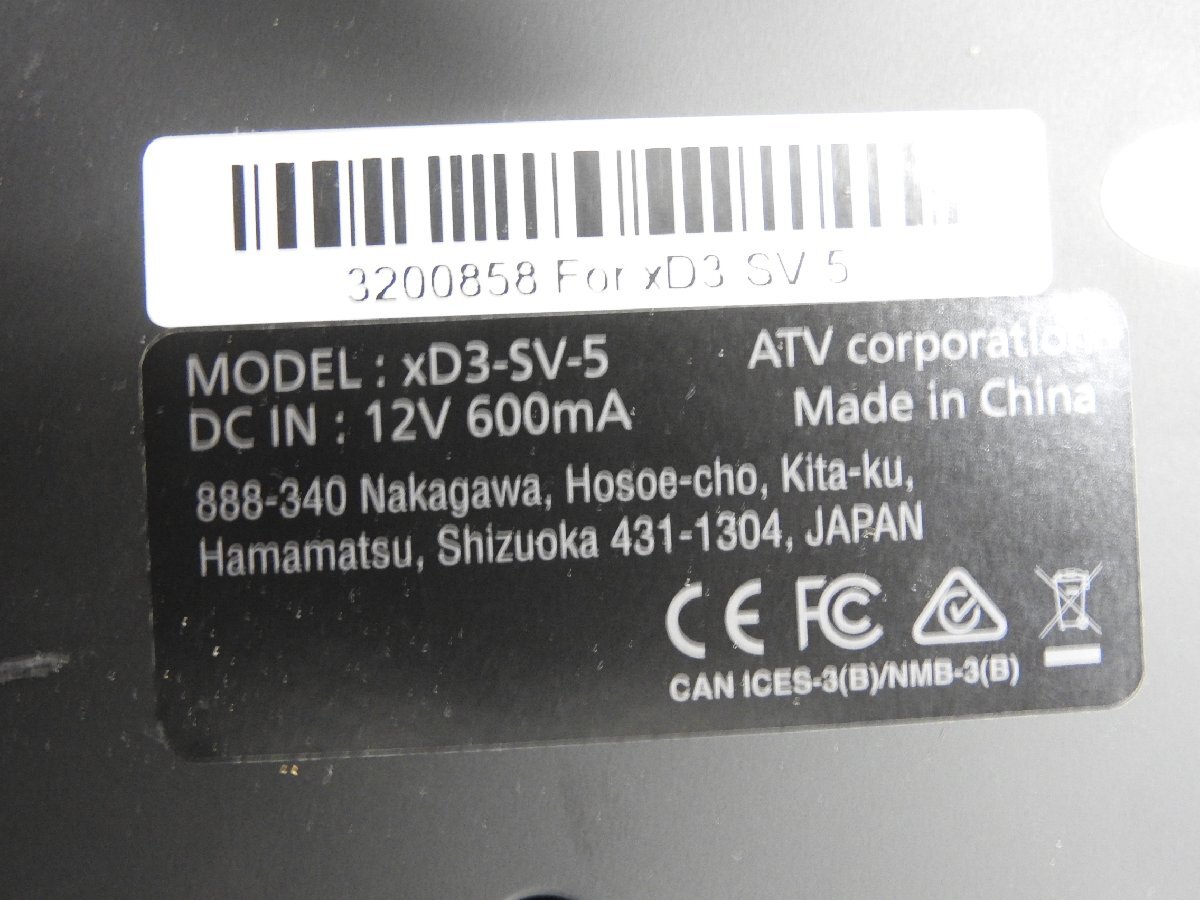 3200858 For xD3 SV 5
MODEL : xD3-SV-5
DC IN : 12V 600mA
ATV corporation
Made in China
888-340 Nakagawa, Hosoe-cho, Kita-ku,
Hamamatsu, Shizuoka 431-1304, JAPAN
CE FC
CAN ICES-3(B)/NMB-3(B)